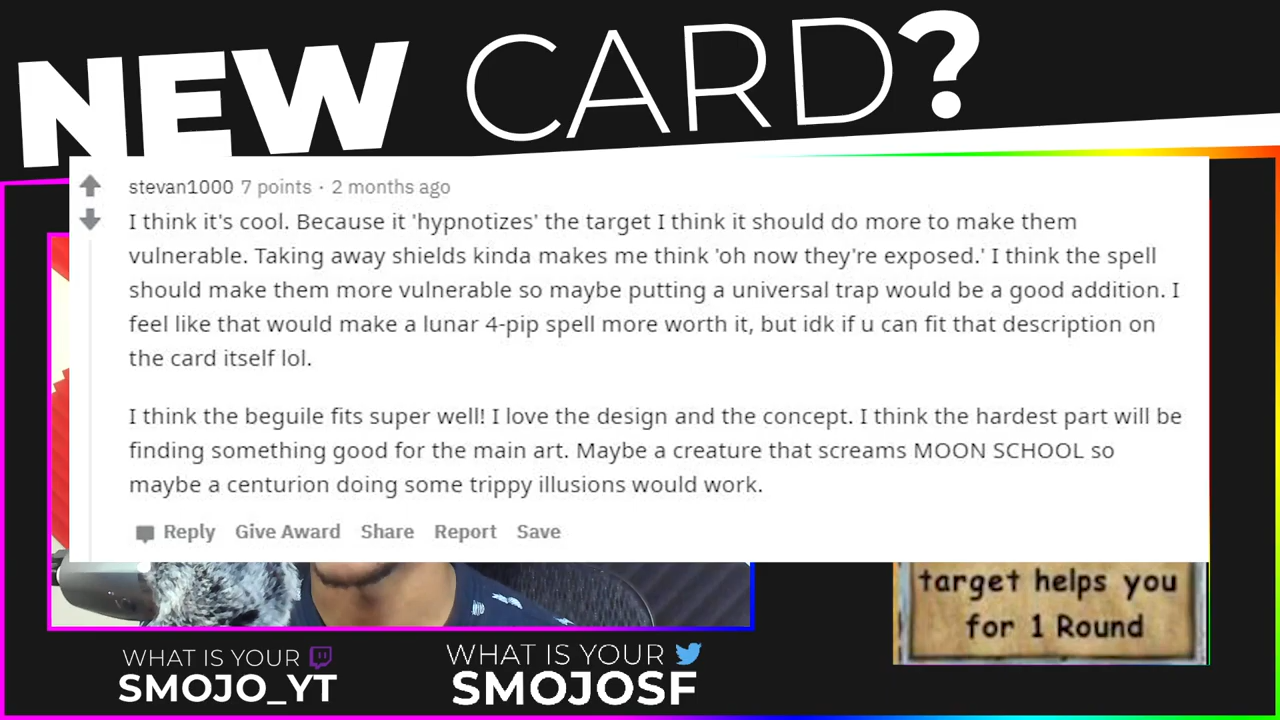 NEW CARD?
stevan1000 7 points · 2 months ago
I think it's cool. Because it 'hypnotizes' the target I think it should do more to make them
vulnerable. Taking away shields kinda makes me think 'oh now they're exposed.' I think the spell
should make them more vulnerable so maybe putting a universal trap would be a good addition. I
feel like that would make a lunar 4-pip spell more worth it, but idk if u can fit that description on
the card itself lol.
I think the beguile fits super well! I love the design and the concept. I think the hardest part will be
finding something good for the main art. Maybe a creature that screams MOON SCHOOL so
maybe a centurion doing some trippy illusions would work.
Reply Give Award Share Report Save
target helps you
for 1 Round
WHAT IS YOUR
SMOJO_YT
WHAT IS YOUR
SMOJOSF